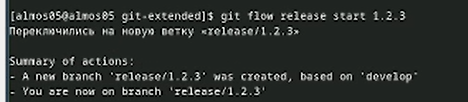 [almos05@almos05 git-extended]$ git flow release start 1.2.3
Переключились на новую ветку «release/1.2.3»
Summary of actions:
- A new branch 'release/1.2.3' was created, based on 'develop'
- You are now on branch 'release/1.2.3'